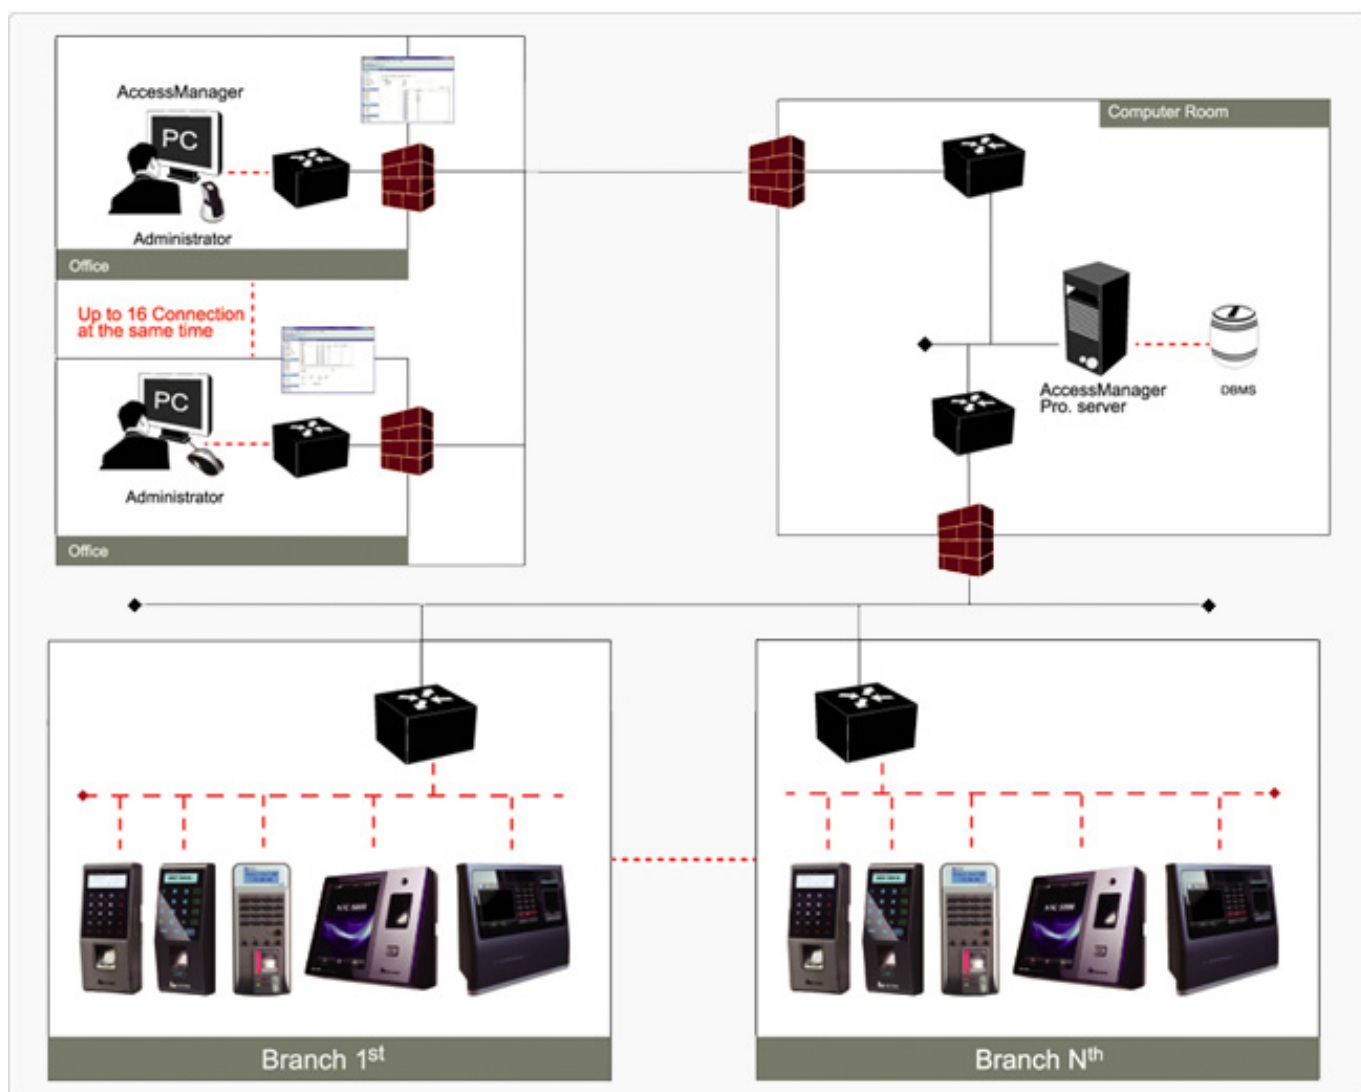 AccessManager
PC
Administrator
Office
Up to 16 Connection
at the same time
PC
Administrator
Office
Computer Room
AccessManager
Pro. server
DBMS
Branch 1st
Branch Nth